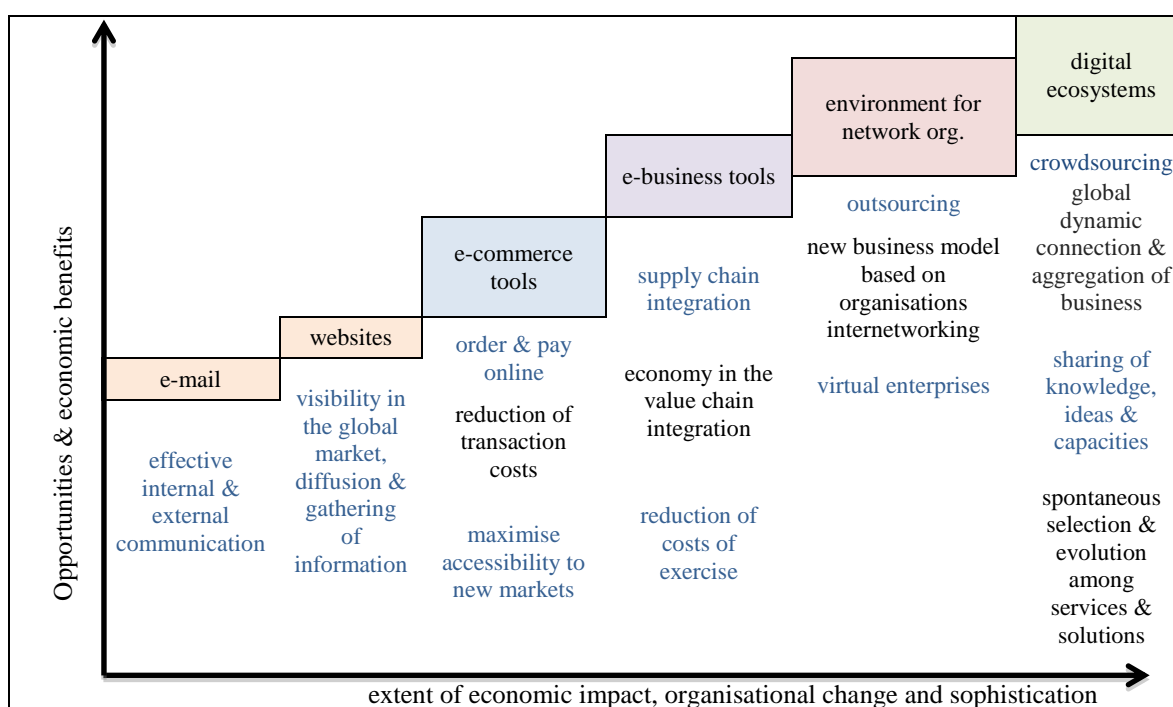 Opportunities & economic benefits
e-mail
effective
internal &
external
communication
websites
visibility in
the global
market,
diffusion &
gathering
of
information
e-commerce
tools
order & pay
online
reduction of
transaction
costs
maximise
accessibility to
new markets
e-business tools
supply chain
integration
economy in the
value chain
integration
reduction of
costs of
exercise
environment for
network org.
outsourcing
new business model
based on
organisations
internetworking
virtual enterprises
digital
ecosystems
crowdsourcing
global
dynamic
connection &
aggregation of
business
sharing of
knowledge,
ideas &
capacities
spontaneous
selection &
evolution
among
services &
solutions
extent of economic impact, organisational change and sophistication